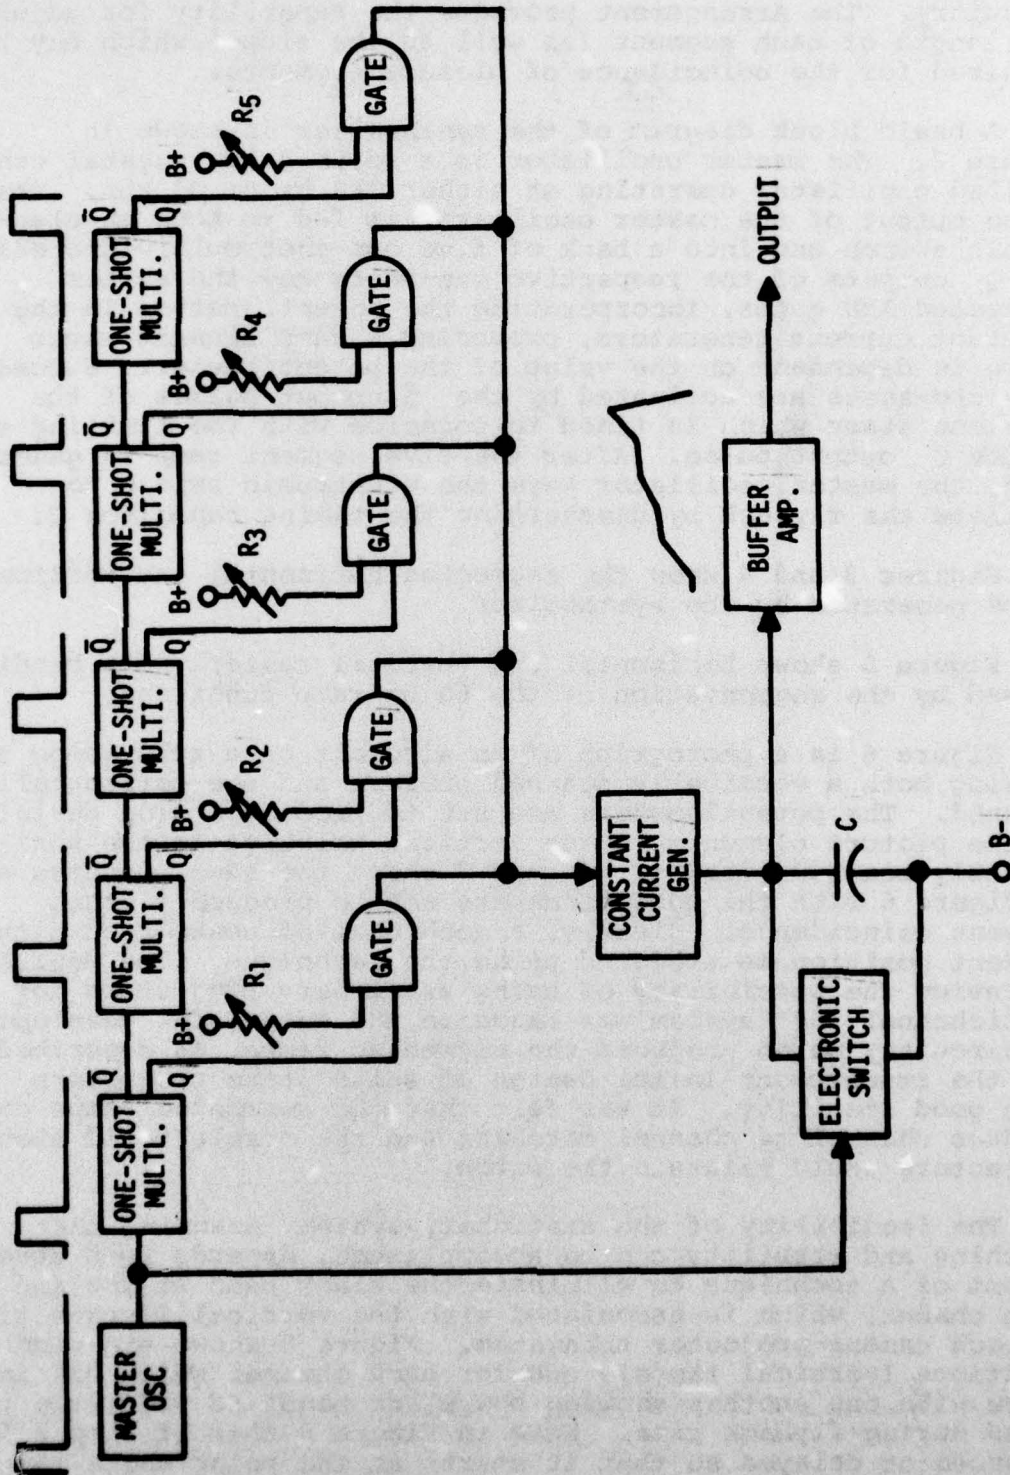 MASTER
OSC
ONE-SHOT
MULTL.
Q̅
Q
ONE-SHOT
MULTI.
Q̅
Q
ONE-SHOT
MULTI.
Q̅
Q
ONE-SHOT
MULTI.
Q̅
Q
ONE-SHOT
MULTI.
Q̅
Q
B+
R1
B+
R2
B+
R3
B+
R4
B+
R5
GATE
GATE
GATE
GATE
GATE
CONSTANT
CURRENT
GEN.
BUFFER
AMP.
OUTPUT
ELECTRONIC
SWITCH
C
B-